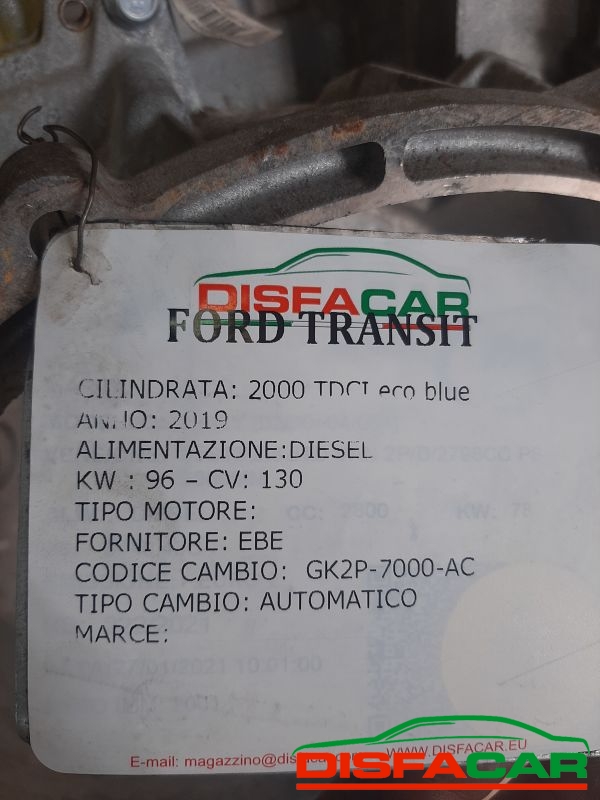 DISFACAR
FORD TRANSIT
CILINDRATA: 2000 TDCI eco blue
ANNO: 2019
ALIMENTAZIONE:DIESEL
KW : 96 – CV: 130
TIPO MOTORE:
FORNITORE: EBE
CODICE CAMBIO: GK2P-7000-AC
TIPO CAMBIO: AUTOMATICO
MARCE:
E-mail: magazzino@disfa
WWW.DISFACAR.EU
DISFACAR